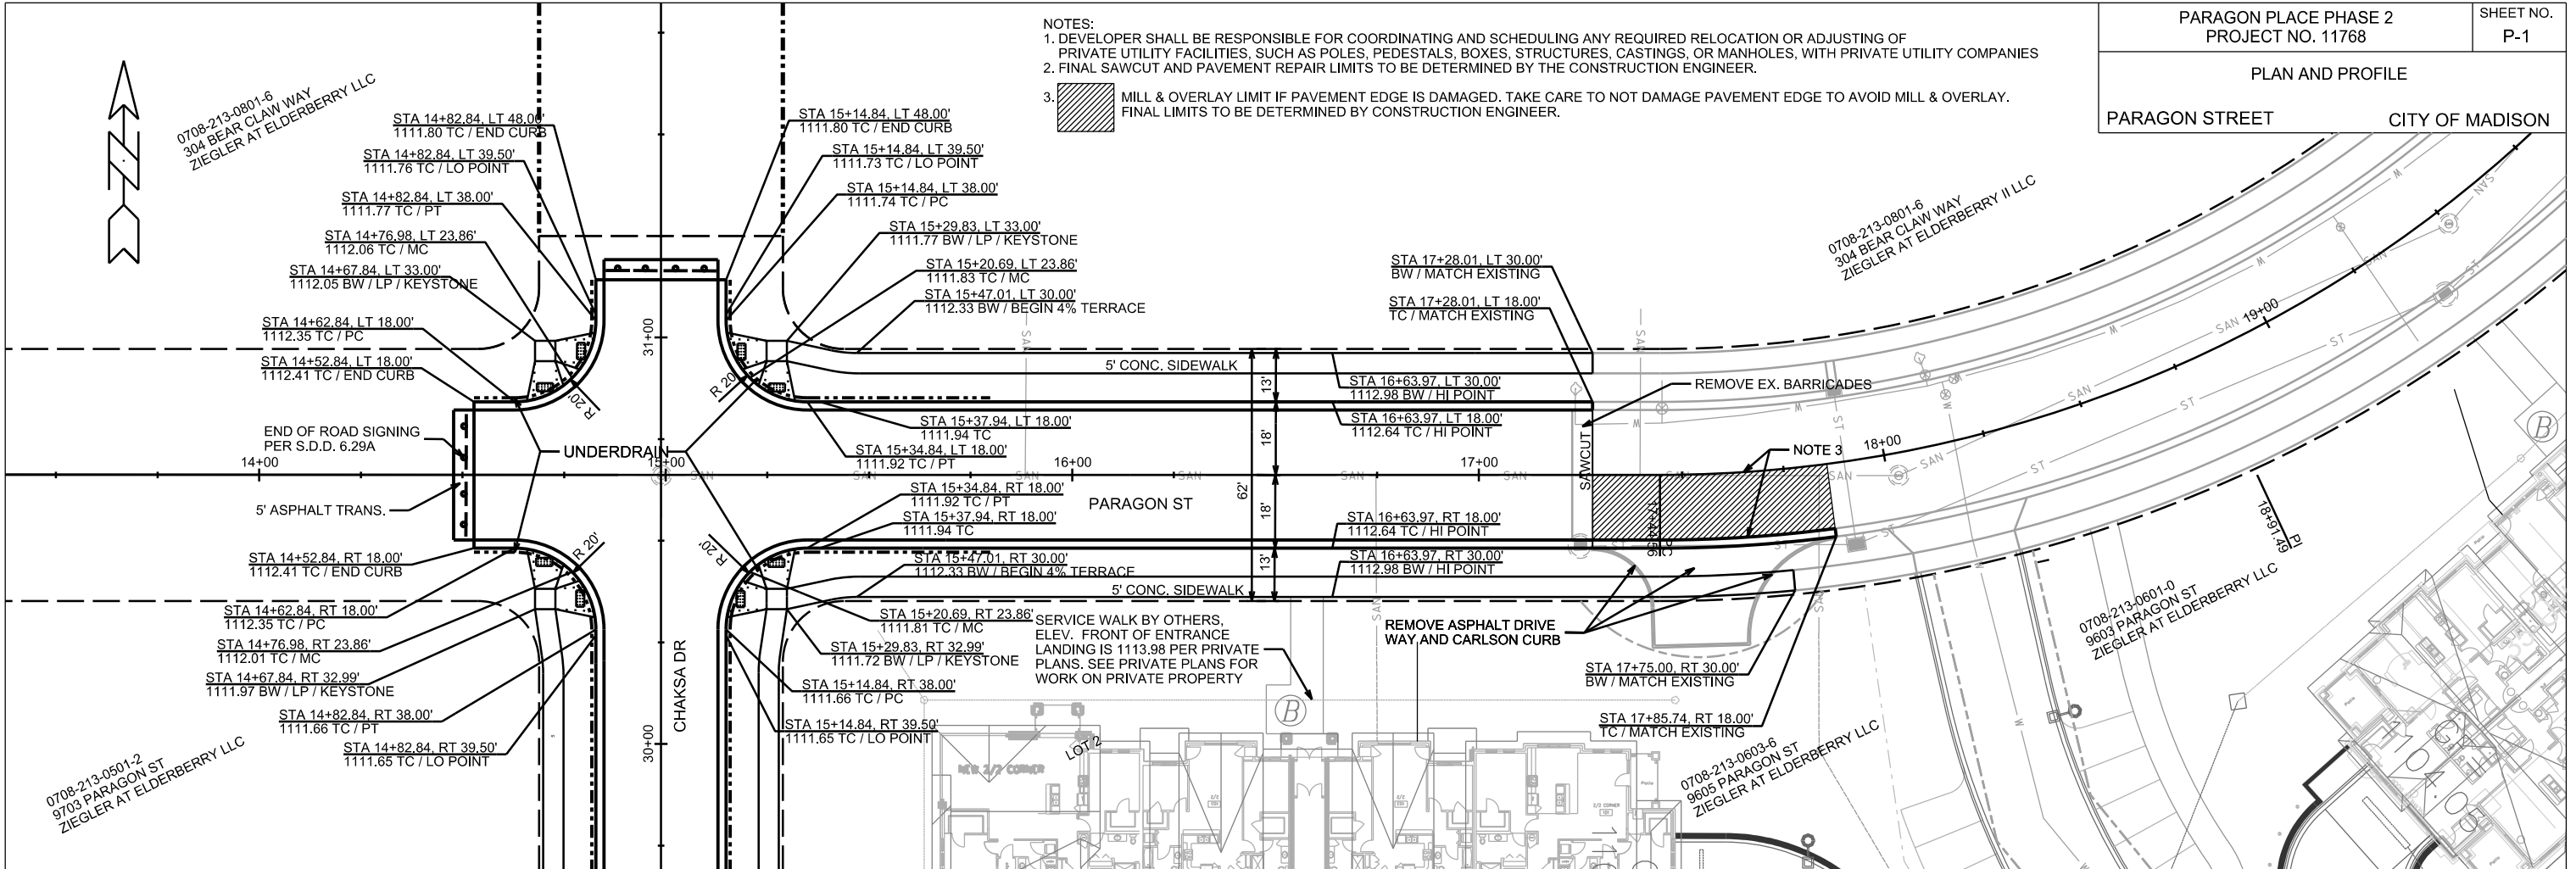 NOTES:
1. DEVELOPER SHALL BE RESPONSIBLE FOR COORDINATING AND SCHEDULING ANY REQUIRED RELOCATION OR ADJUSTING OF
PRIVATE UTILITY FACILITIES, SUCH AS POLES, PEDESTALS, BOXES, STRUCTURES, CASTINGS, OR MANHOLES, WITH PRIVATE UTILITY COMPANIES
2. FINAL SAWCUT AND PAVEMENT REPAIR LIMITS TO BE DETERMINED BY THE CONSTRUCTION ENGINEER.
3. MILL & OVERLAY LIMIT IF PAVEMENT EDGE IS DAMAGED. TAKE CARE TO NOT DAMAGE PAVEMENT EDGE TO AVOID MILL & OVERLAY.
FINAL LIMITS TO BE DETERMINED BY CONSTRUCTION ENGINEER.
PARAGON PLACE PHASE 2
PROJECT NO. 11768
SHEET NO.
P-1
PLAN AND PROFILE
PARAGON STREET
CITY OF MADISON
N
0708-213-0801-6
304 BEAR CLAW WAY
ZIEGLER AT ELDERBERRY LLC
STA 14+82.84, LT 48.00'
1111.80 TC / END CURB
STA 14+82.84, LT 39.50'
1111.76 TC / LO POINT
STA 14+82.84, LT 38.00'
1111.77 TC / PT
STA 14+76.98, LT 23.86'
1112.06 TC / MC
STA 14+67.84, LT 33.00'
1112.05 BW / LP / KEYSTONE
STA 14+62.84, LT 18.00'
1112.35 TC / PC
STA 14+52.84, LT 18.00'
1112.41 TC / END CURB
STA 15+14.84, LT 48.00'
1111.80 TC / END CURB
STA 15+14.84, LT 39.50'
1111.73 TC / LO POINT
STA 15+14.84, LT 38.00'
1111.74 TC / PC
STA 15+29.83, LT 33.00'
1111.77 BW / LP / KEYSTONE
STA 15+20.69, LT 23.86'
1111.83 TC / MC
STA 15+47.01, LT 30.00'
1112.33 BW / BEGIN 4% TERRACE
STA 17+28.01, LT 30.00'
BW / MATCH EXISTING
STA 17+28.01, LT 18.00'
TC / MATCH EXISTING
0708-213-0801-6
304 BEAR CLAW WAY
ZIEGLER AT ELDERBERRY II LLC
31+00
R 20'
R 20'
5' CONC. SIDEWALK
13'
STA 16+63.97, LT 30.00'
1112.98 BW / HI POINT
REMOVE EX. BARRICADES
STA 15+37.94, LT 18.00'
1111.94 TC
STA 16+63.97, LT 18.00'
1112.64 TC / HI POINT
18'
STA 15+34.84, LT 18.00'
1111.92 TC / PT
END OF ROAD SIGNING
PER S.D.D. 6.29A
UNDERDRAIN
14+00
15+00
16+00
17+00
18+00
19+00
SAWCUT
NOTE 3
SAN
SAN
SAN
SAN
SAN
SAN
SAN
SAN
SAN
SAN
SAN
SAN
ST
ST
ST
ST
ST
W
W
W
W
5' ASPHALT TRANS.
STA 15+34.84, RT 18.00'
1111.92 TC / PT
STA 15+37.94, RT 18.00'
1111.94 TC
PARAGON ST
62'
18'
STA 16+63.97, RT 18.00'
1112.64 TC / HI POINT
STA 15+47.01, RT 30.00'
1112.33 BW / BEGIN 4% TERRACE
5' CONC. SIDEWALK
13'
STA 16+63.97, RT 30.00'
1112.98 BW / HI POINT
PI
18+91.49
R 20'
R 20'
STA 14+52.84, RT 18.00'
1112.41 TC / END CURB
STA 14+62.84, RT 18.00'
1112.35 TC / PC
STA 14+76.98, RT 23.86'
1112.01 TC / MC
STA 14+67.84, RT 32.99'
1111.97 BW / LP / KEYSTONE
STA 14+82.84, RT 38.00'
1111.66 TC / PT
STA 14+82.84, RT 39.50'
1111.65 TC / LO POINT
CHAKSA DR
30+00
STA 15+20.69, RT 23.86'
1111.81 TC / MC
STA 15+29.83, RT 32.99'
1111.72 BW / LP / KEYSTONE
STA 15+14.84, RT 38.00'
1111.66 TC / PC
STA 15+14.84, RT 39.50'
1111.65 TC / LO POINT
SERVICE WALK BY OTHERS,
ELEV. FRONT OF ENTRANCE
LANDING IS 1113.98 PER PRIVATE
PLANS. SEE PRIVATE PLANS FOR
WORK ON PRIVATE PROPERTY
REMOVE ASPHALT DRIVE
WAY AND CARLSON CURB
STA 17+75.00, RT 30.00'
BW / MATCH EXISTING
STA 17+85.74, RT 18.00'
TC / MATCH EXISTING
0708-213-0601-0
9603 PARAGON ST
ZIEGLER AT ELDERBERRY LLC
0708-213-0603-6
9605 PARAGON ST
ZIEGLER AT ELDERBERRY LLC
0708-213-0501-2
9703 PARAGON ST
ZIEGLER AT ELDERBERRY LLC
LOT 2
NEW 2/2 CORNER
B
B
2/2 CORNER